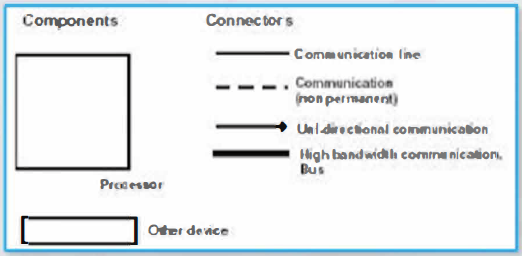 Components
Connectors
Communication line
Communication
(non permanent)
Uni-directional communication
High bandwidth communication,
Bus
Processor
Other device